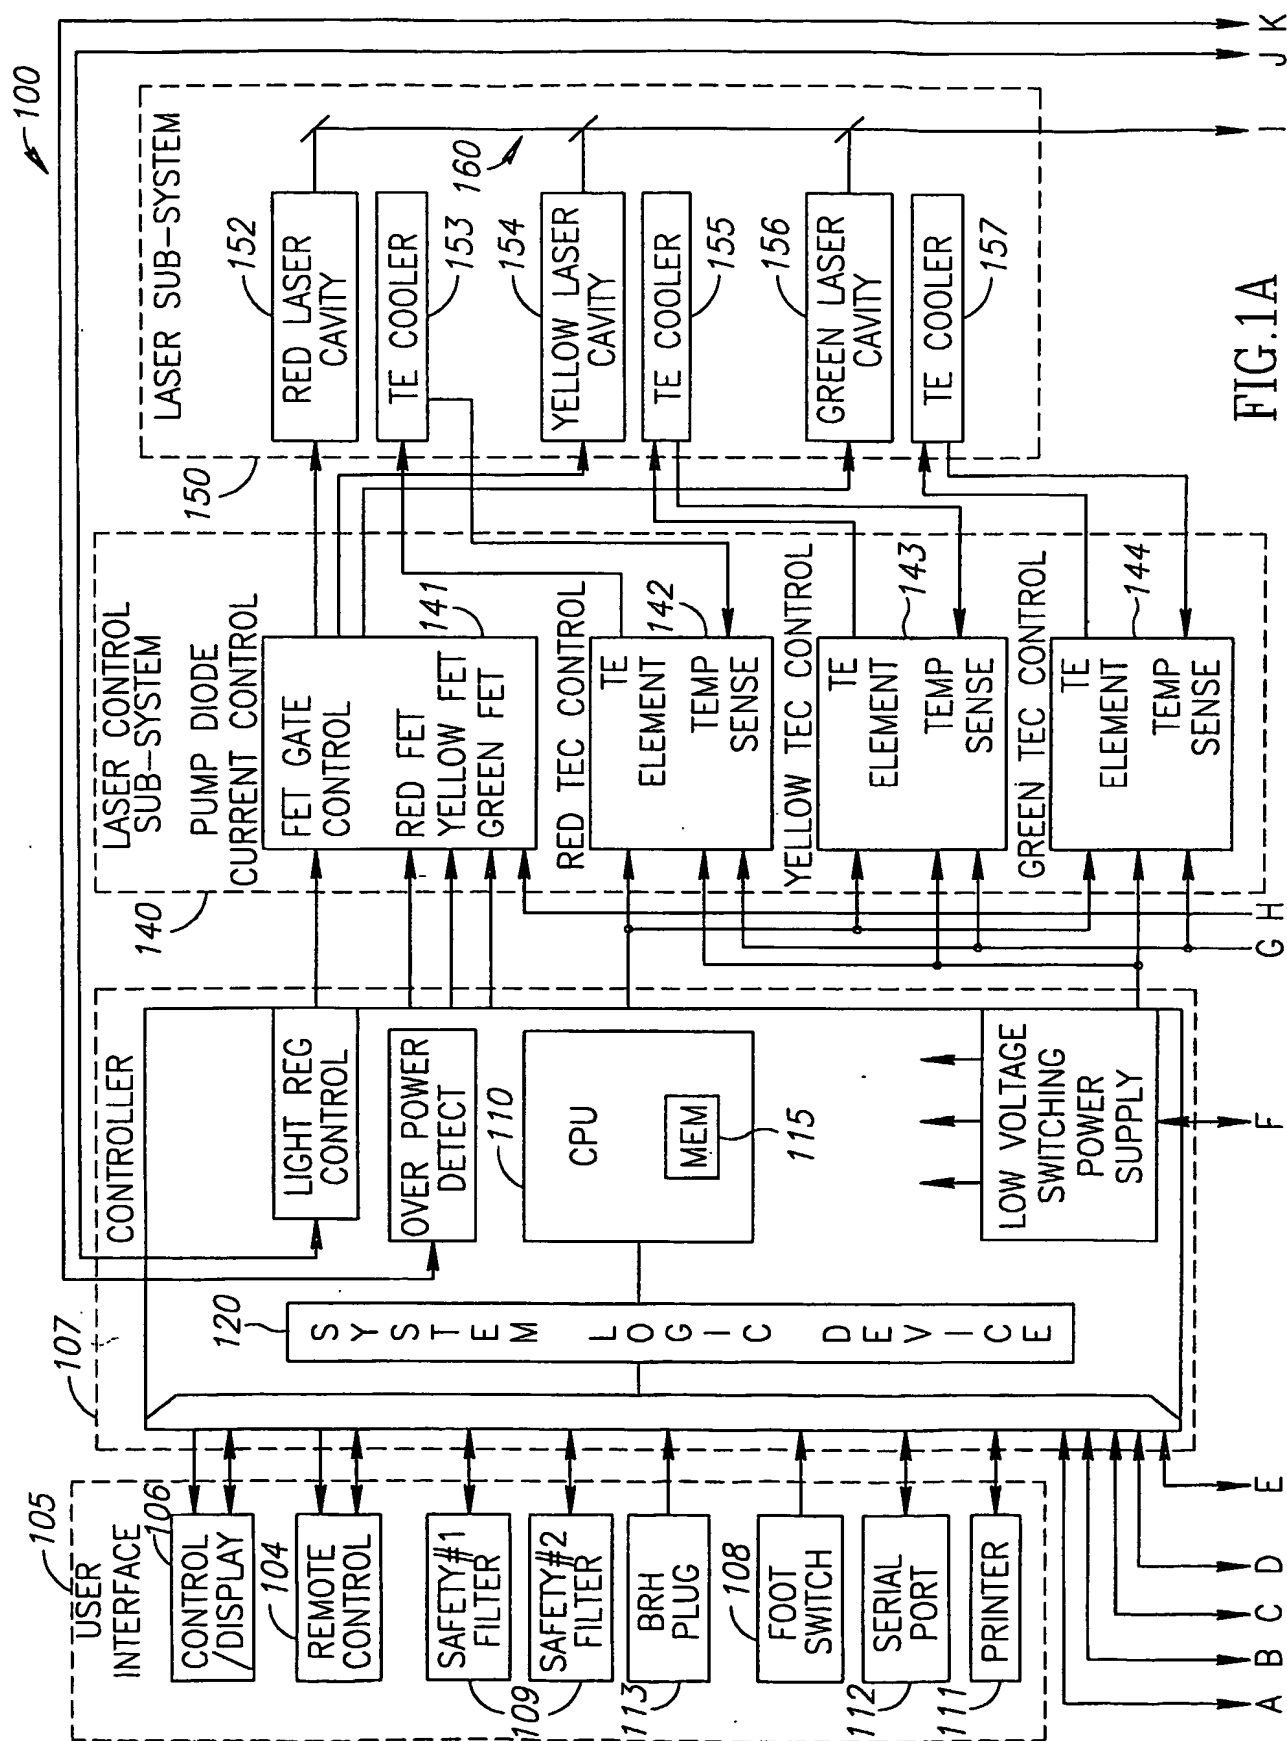 100
105
USER
INTERFACE
106
CONTROL
/DISPLAY
104
REMOTE
CONTROL
SAFETY#1
FILTER
109
SAFETY#2
FILTER
BRH
PLUG
113
108
FOOT
SWITCH
SERIAL
PORT
112
PRINTER
111
107
CONTROLLER
LIGHT REG
CONTROL
OVER POWER
DETECT
110
CPU
MEM
115
120
SYSTEM LOGIC DEVICE
LOW VOLTAGE
SWITCHING
POWER
SUPPLY
140
LASER CONTROL
SUB-SYSTEM
PUMP DIODE
CURRENT CONTROL
FET GATE
CONTROL
141
RED FET
YELLOW FET
GREEN FET
RED TEC CONTROL
TE
ELEMENT
142
TEMP
SENSE
YELLOW TEC CONTROL
TE
ELEMENT
143
TEMP
SENSE
GREEN TEC CONTROL
TE
ELEMENT
144
TEMP
SENSE
150
LASER SUB-SYSTEM
152
RED LASER
CAVITY
153
TE COOLER
160
154
YELLOW LASER
CAVITY
155
TE COOLER
156
GREEN LASER
CAVITY
157
TE COOLER
A
B
C
D
E
F
G
H
I
J
K
FIG.1A